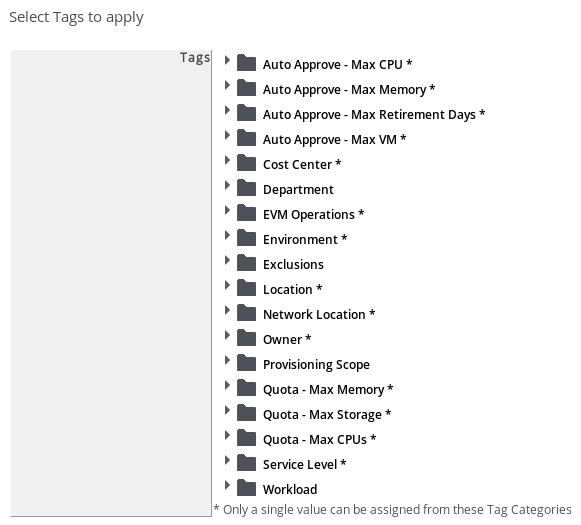 Select Tags to apply
Tags
Auto Approve - Max CPU *
Auto Approve - Max Memory *
Auto Approve - Max Retirement Days *
Auto Approve - Max VM *
Cost Center *
Department
EVM Operations *
Environment *
Exclusions
Location *
Network Location *
Owner *
Provisioning Scope
Quota - Max Memory *
Quota - Max Storage *
Quota - Max CPUs *
Service Level *
Workload
* Only a single value can be assigned from these Tag Categories